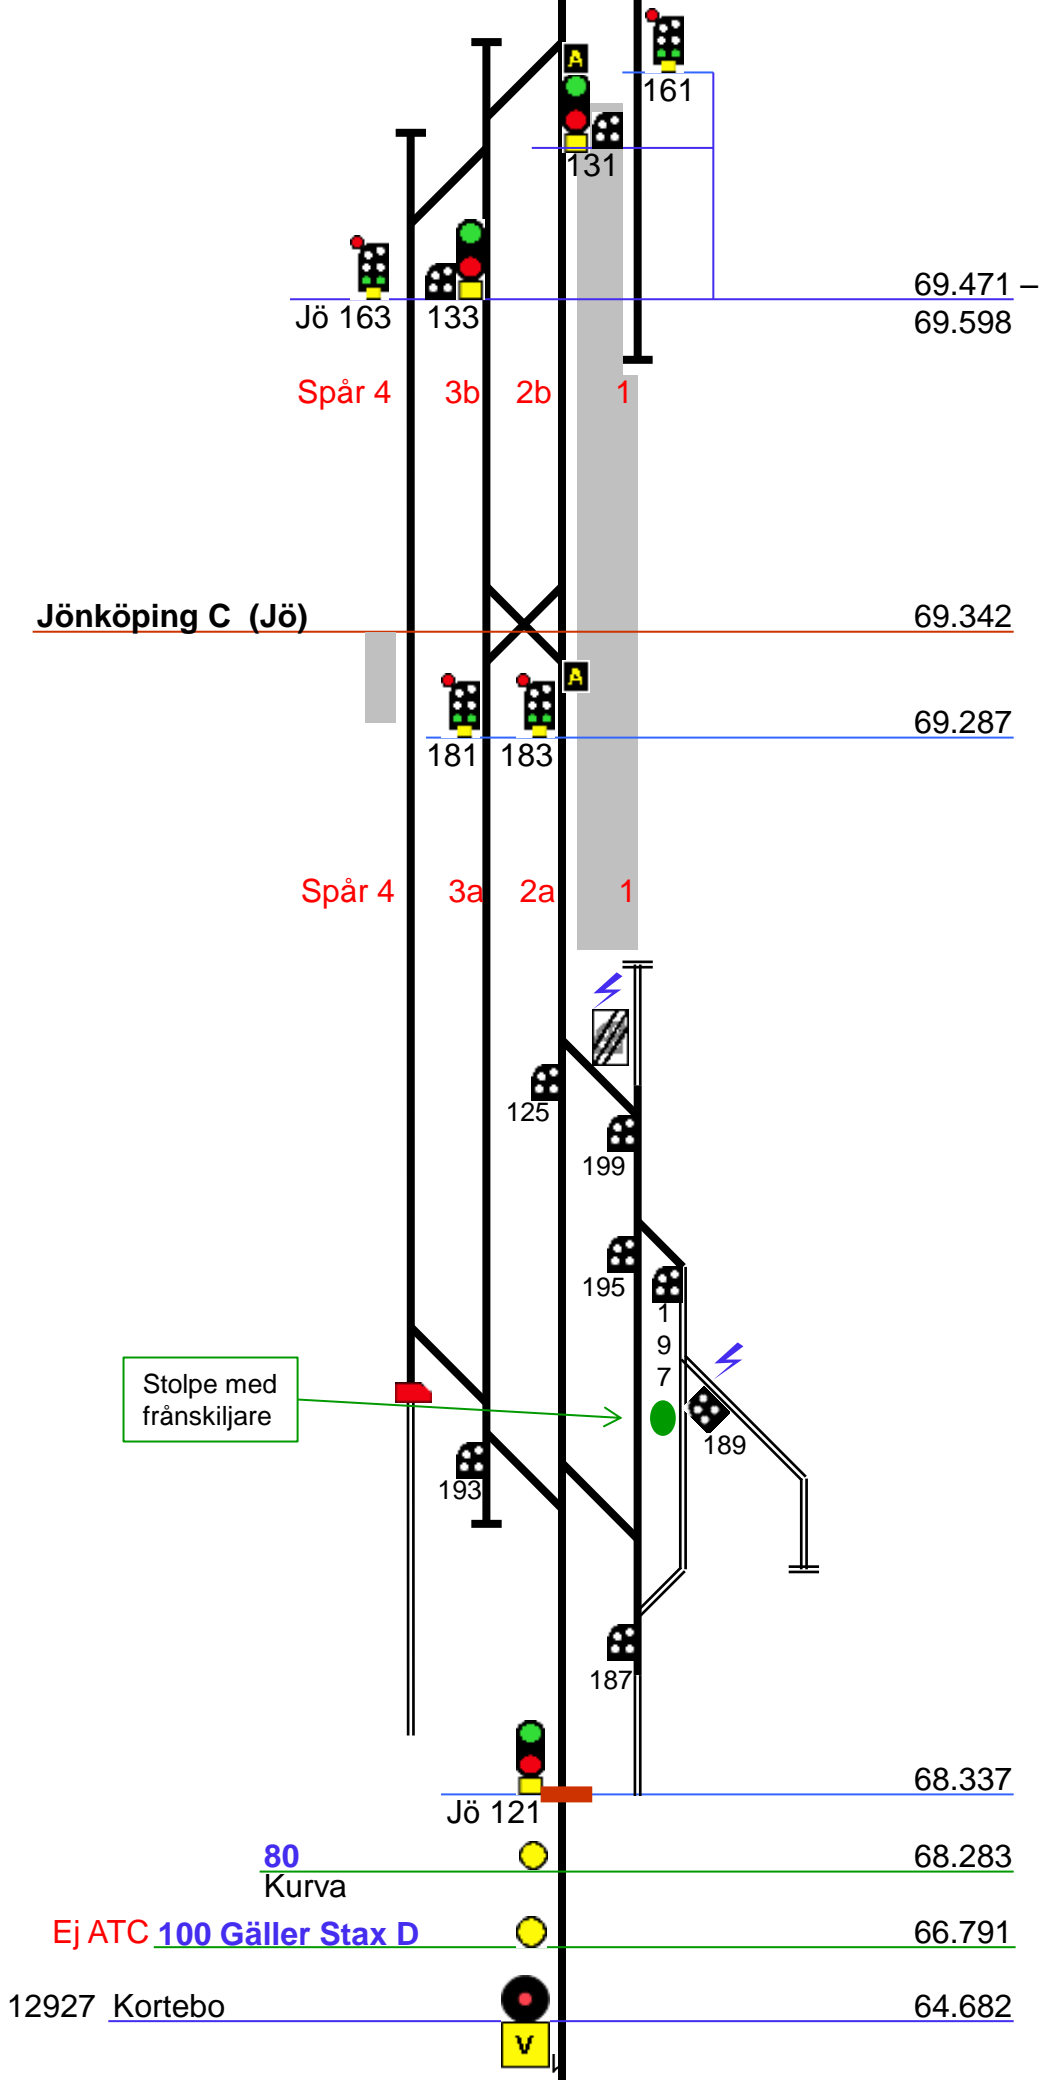 A
161
131
69.471 –
Jö 163
133
69.598
Spår 4
3b
2b
1
Jönköping C (Jö)
69.342
A
69.287
181
183
Spår 4
3a
2a
1
125
199
195
1
9
7
Stolpe med
frånskiljare
189
193
187
68.337
Jö 121
80
68.283
Kurva
Ej ATC 100 Gäller Stax D
66.791
12927 Kortebo
64.682
V